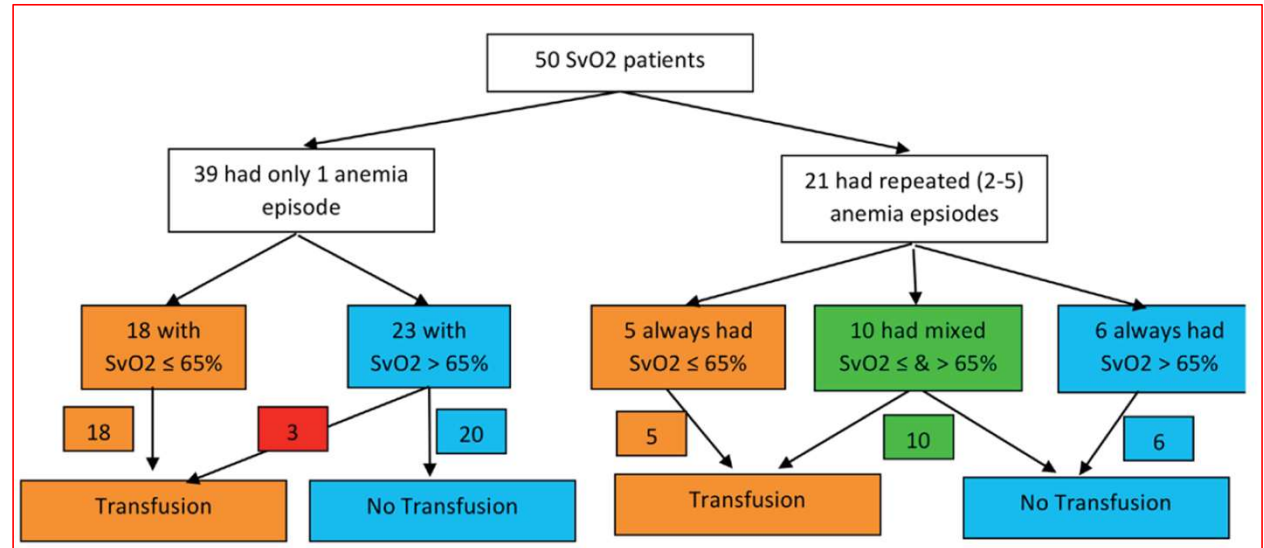 50 SvO2 patients
39 had only 1 anemia
episode
21 had repeated (2-5)
anemia epsiodes
18 with
SvO2 ≤ 65%
23 with
SvO2 > 65%
5 always had
SvO2 ≤ 65%
10 had mixed
SvO2 ≤ & > 65%
6 always had
SvO2 > 65%
18
3
20
5
10
6
Transfusion
No Transfusion
Transfusion
No Transfusion